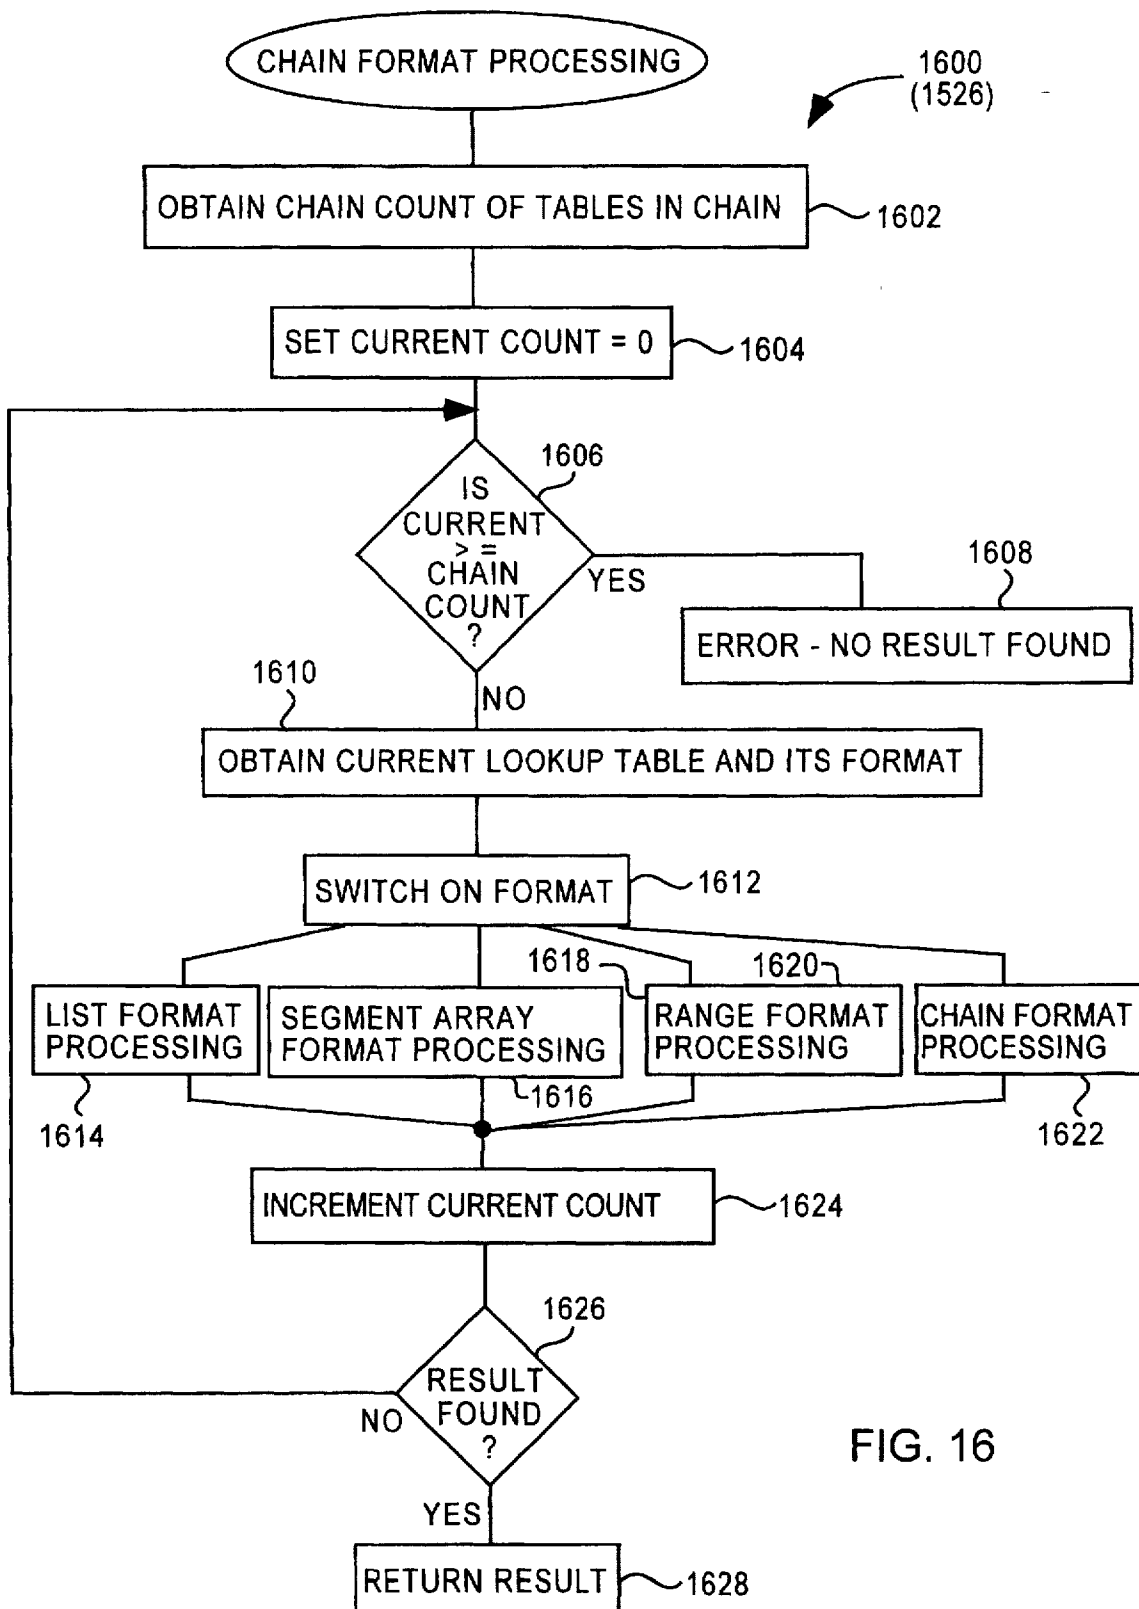 CHAIN FORMAT PROCESSING
1600
(1526)
OBTAIN CHAIN COUNT OF TABLES IN CHAIN
1602
SET CURRENT COUNT = 0
1604
1606
IS
CURRENT
> =
CHAIN
COUNT
?
YES
1608
ERROR - NO RESULT FOUND
1610
NO
OBTAIN CURRENT LOOKUP TABLE AND ITS FORMAT
SWITCH ON FORMAT
1612
1618
1620
LIST FORMAT
PROCESSING
SEGMENT ARRAY
FORMAT PROCESSING
RANGE FORMAT
PROCESSING
CHAIN FORMAT
PROCESSING
1614
1616
1622
INCREMENT CURRENT COUNT
1624
1626
RESULT
FOUND
?
NO
YES
FIG. 16
RETURN RESULT
1628